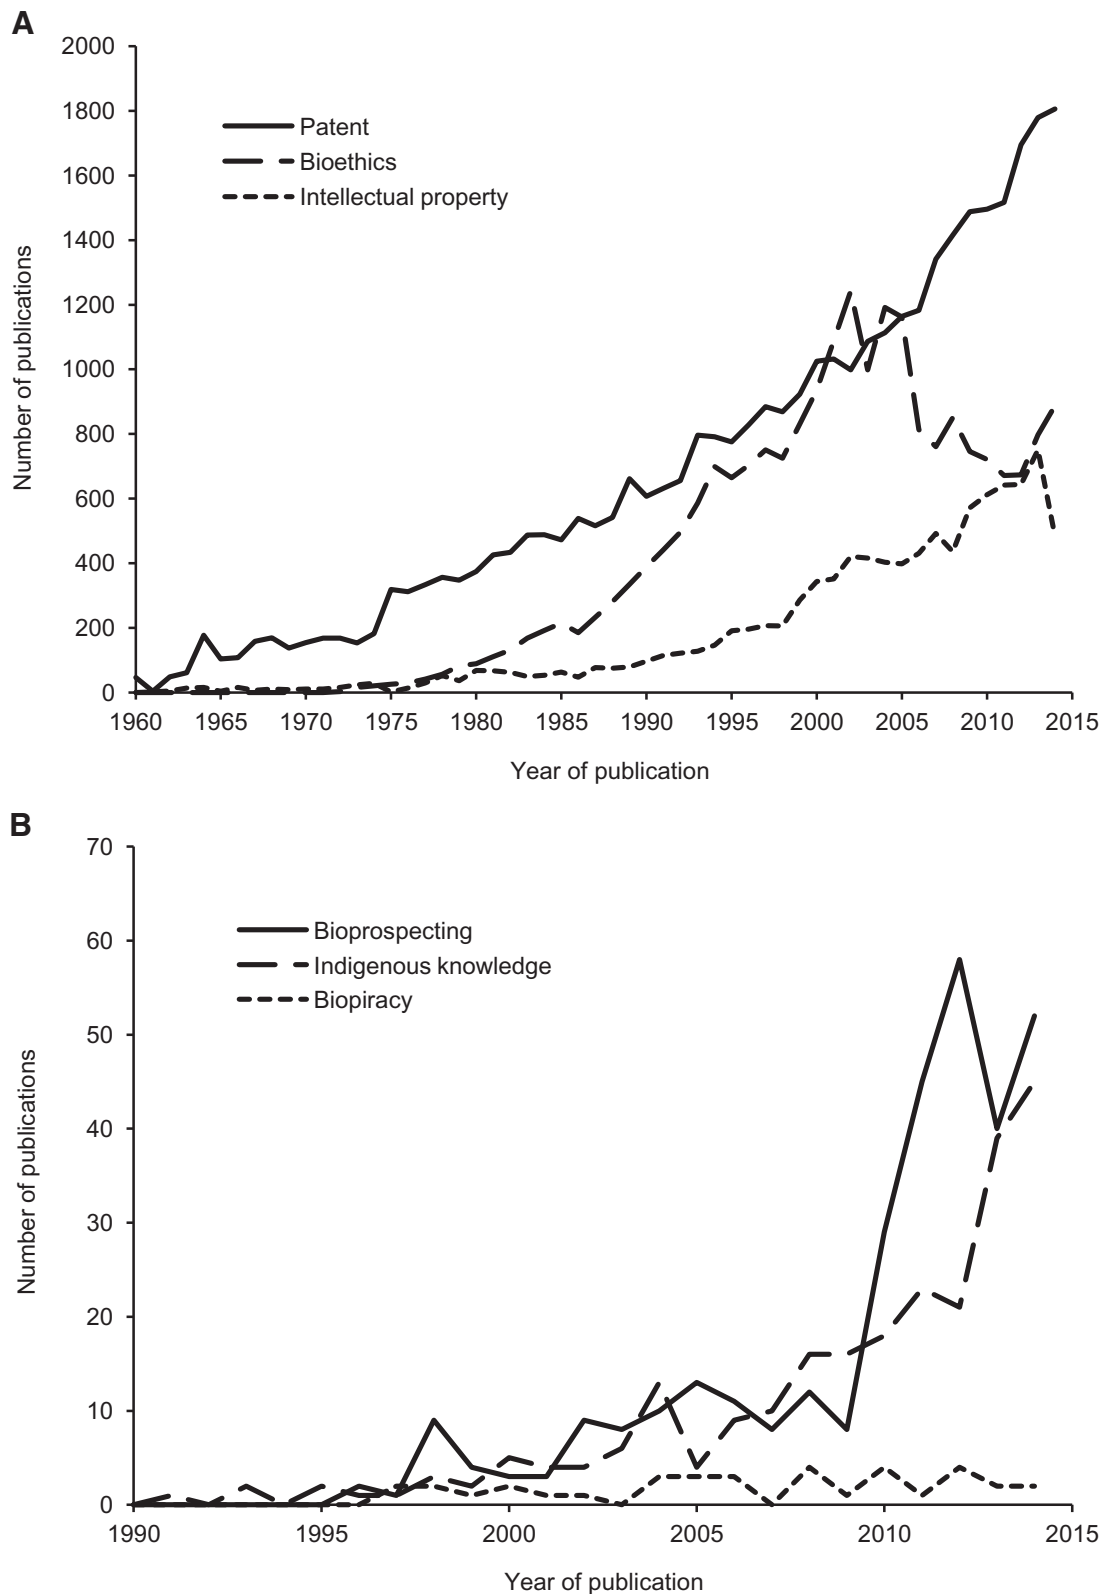 A
2000
1800
1600
1400
1200
1000
800
600
400
200
0
Patent
Bioethics
Intellectual property
Number of publications
1960 1965 1970 1975 1980 1985 1990 1995 2000 2005 2010 2015
Year of publication
B
70
60
50
40
30
20
10
0
Bioprospecting
Indigenous knowledge
Biopiracy
Number of publications
1990 1995 2000 2005 2010 2015
Year of publication